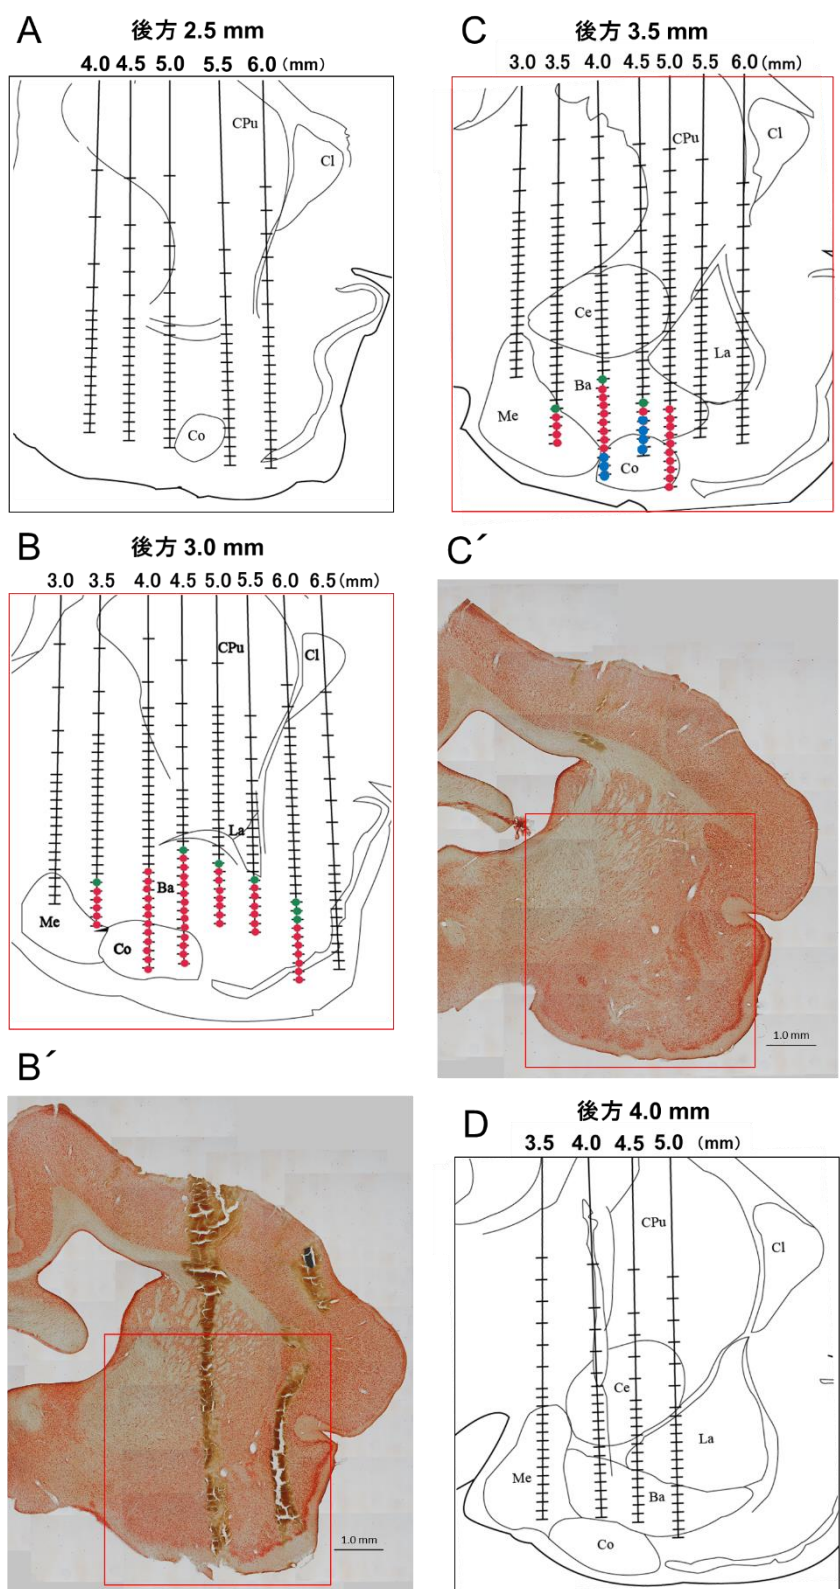 A
後方 2.5 mm
4.0 4.5 5.0 5.5 6.0 (mm)
CPu
Cl
Co
B
後方 3.0 mm
3.0 3.5 4.0 4.5 5.0 5.5 6.0 6.5 (mm)
CPu
Cl
La
Ba
Me
Co
B´
1.0 mm
C
後方 3.5 mm
3.0 3.5 4.0 4.5 5.0 5.5 6.0 (mm)
CPu
Cl
Ce
La
Ba
Me
Co
C´
1.0 mm
D
後方 4.0 mm
3.5 4.0 4.5 5.0 (mm)
CPu
Cl
Ce
La
Me
Ba
Co